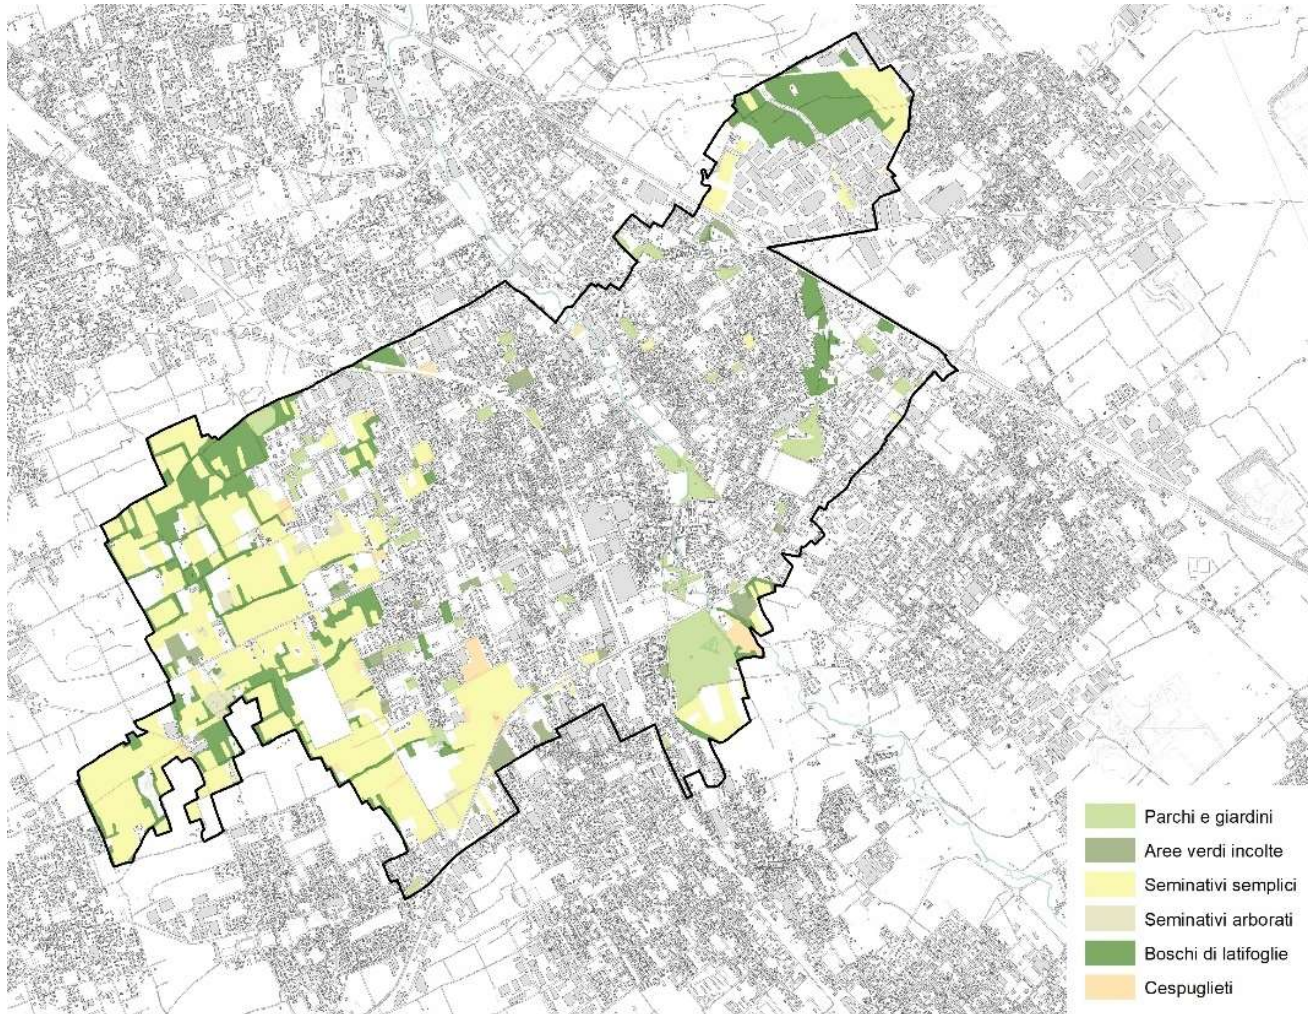 Parchi e giardini
Aree verdi incolte
Seminativi semplici
Seminativi arborati
Boschi di latifoglie
Cespuglieti